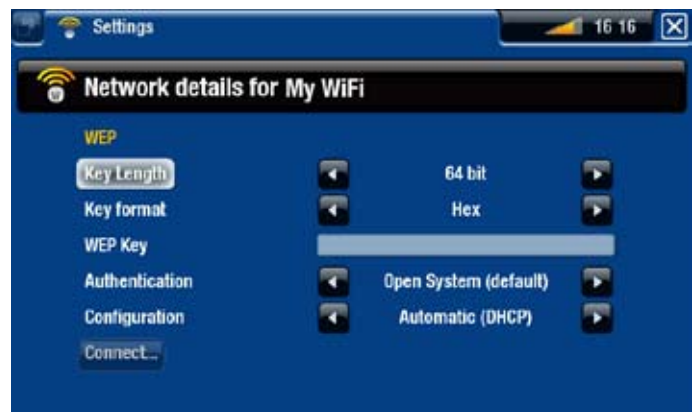 Settings 16 16
Network details for My WiFi
WEP
Key Length 64 bit
Key format Hex
WEP Key
Authentication Open System (default)
Configuration Automatic (DHCP)
Connect...